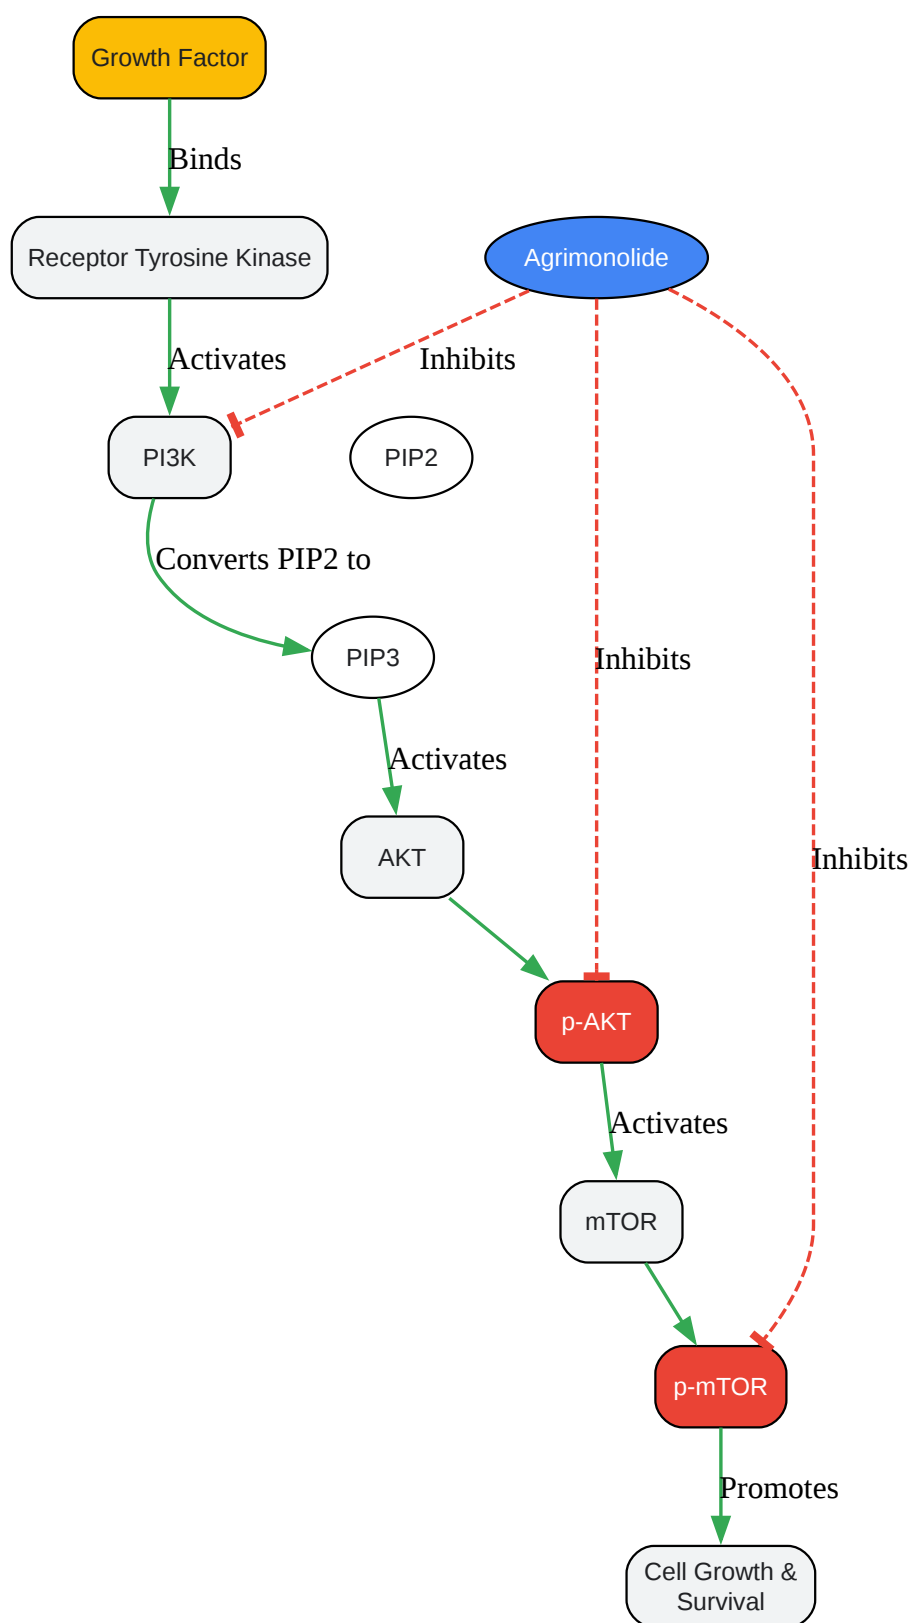 Growth Factor
Binds
Receptor Tyrosine Kinase
Agrimonolide
Activates
Inhibits
PI3K
PIP2
Converts PIP2 to
PIP3
Inhibits
Activates
AKT
Inhibits
p-AKT
Activates
mTOR
p-mTOR
Promotes
Cell Growth &
Survival